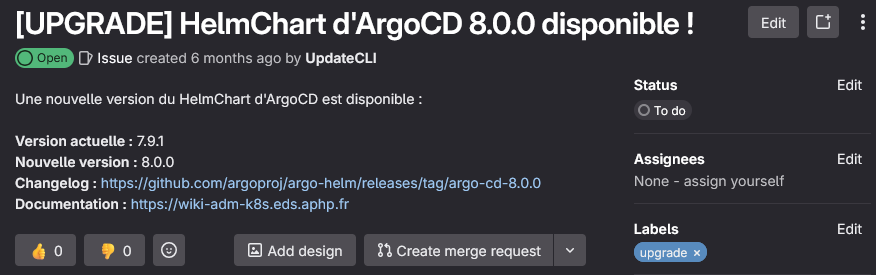 [UPGRADE] HelmChart d'ArgoCD 8.0.0 disponible !
Edit
Open Issue created 6 months ago by UpdateCLI
Une nouvelle version du HelmChart d'ArgoCD est disponible :
Version actuelle : 7.9.1
Nouvelle version : 8.0.0
Changelog : https://github.com/argoproj/argo-helm/releases/tag/argo-cd-8.0.0
Documentation : https://wiki-adm-k8s.eds.aphp.fr
👍 0 👎 0
Add design
Create merge request
Status Edit
To do
Assignees Edit
None - assign yourself
Labels Edit
upgrade ×